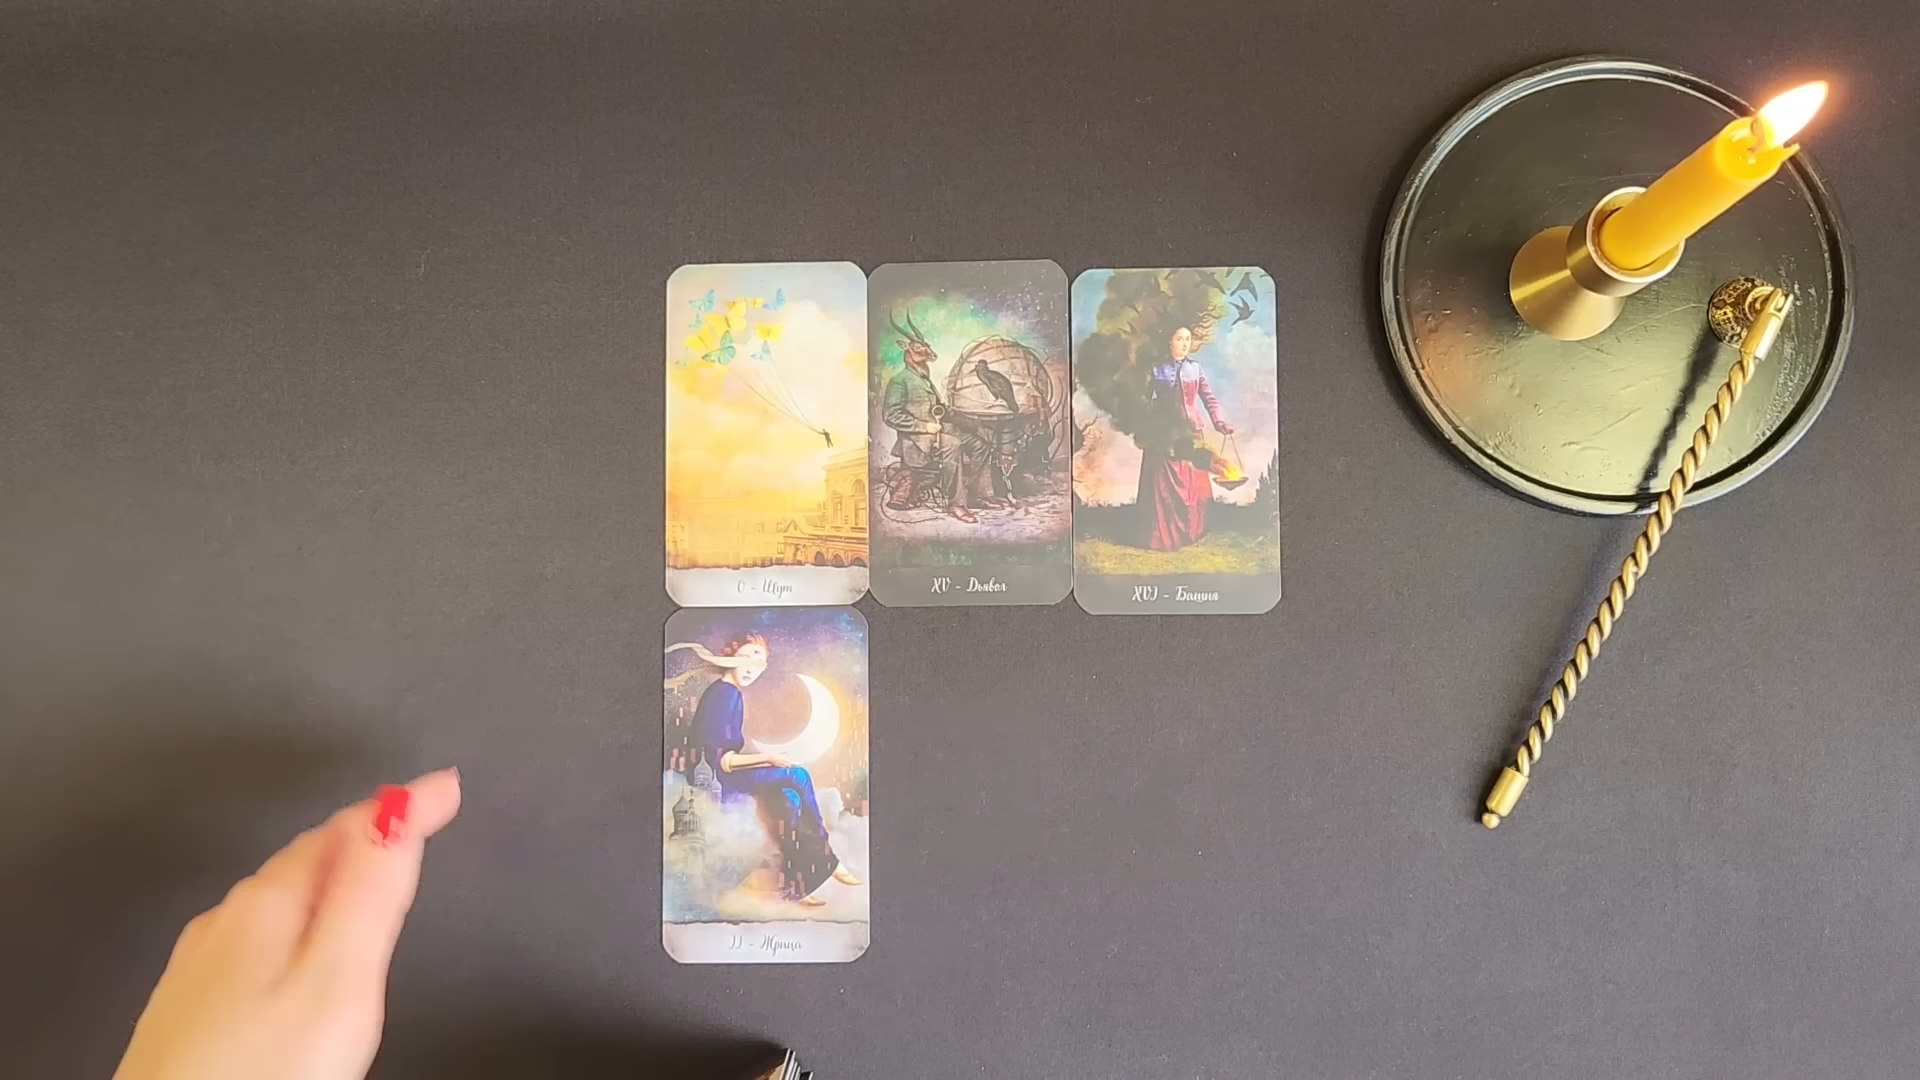 0 - Шут
XV - Дьявол
XVI - Башня
II - Жрица